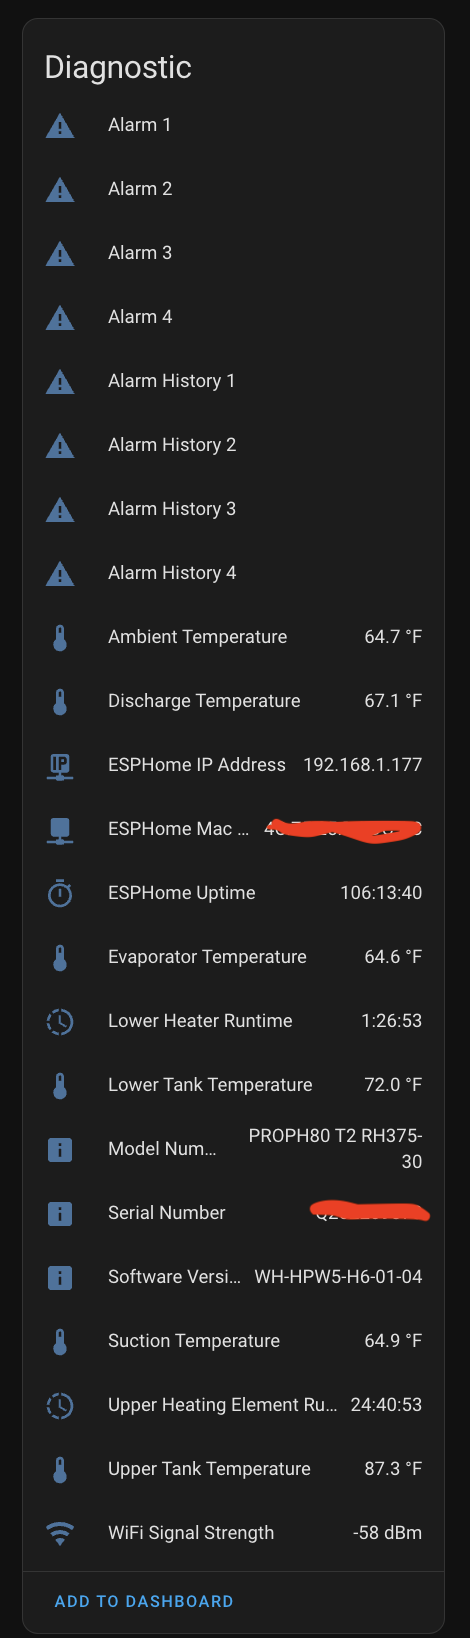 Diagnostic
Alarm 1
Alarm 2
Alarm 3
Alarm 4
Alarm History 1
Alarm History 2
Alarm History 3
Alarm History 4
Ambient Temperature 64.7 °F
Discharge Temperature 67.1 °F
ESPHome IP Address 192.168.1.177
ESPHome Mac ...
ESPHome Uptime 106:13:40
Evaporator Temperature 64.6 °F
Lower Heater Runtime 1:26:53
Lower Tank Temperature 72.0 °F
Model Num... PROPH80 T2 RH375-
30
Serial Number
Software Versi... WH-HPW5-H6-01-04
Suction Temperature 64.9 °F
Upper Heating Element Ru... 24:40:53
Upper Tank Temperature 87.3 °F
WiFi Signal Strength -58 dBm
ADD TO DASHBOARD